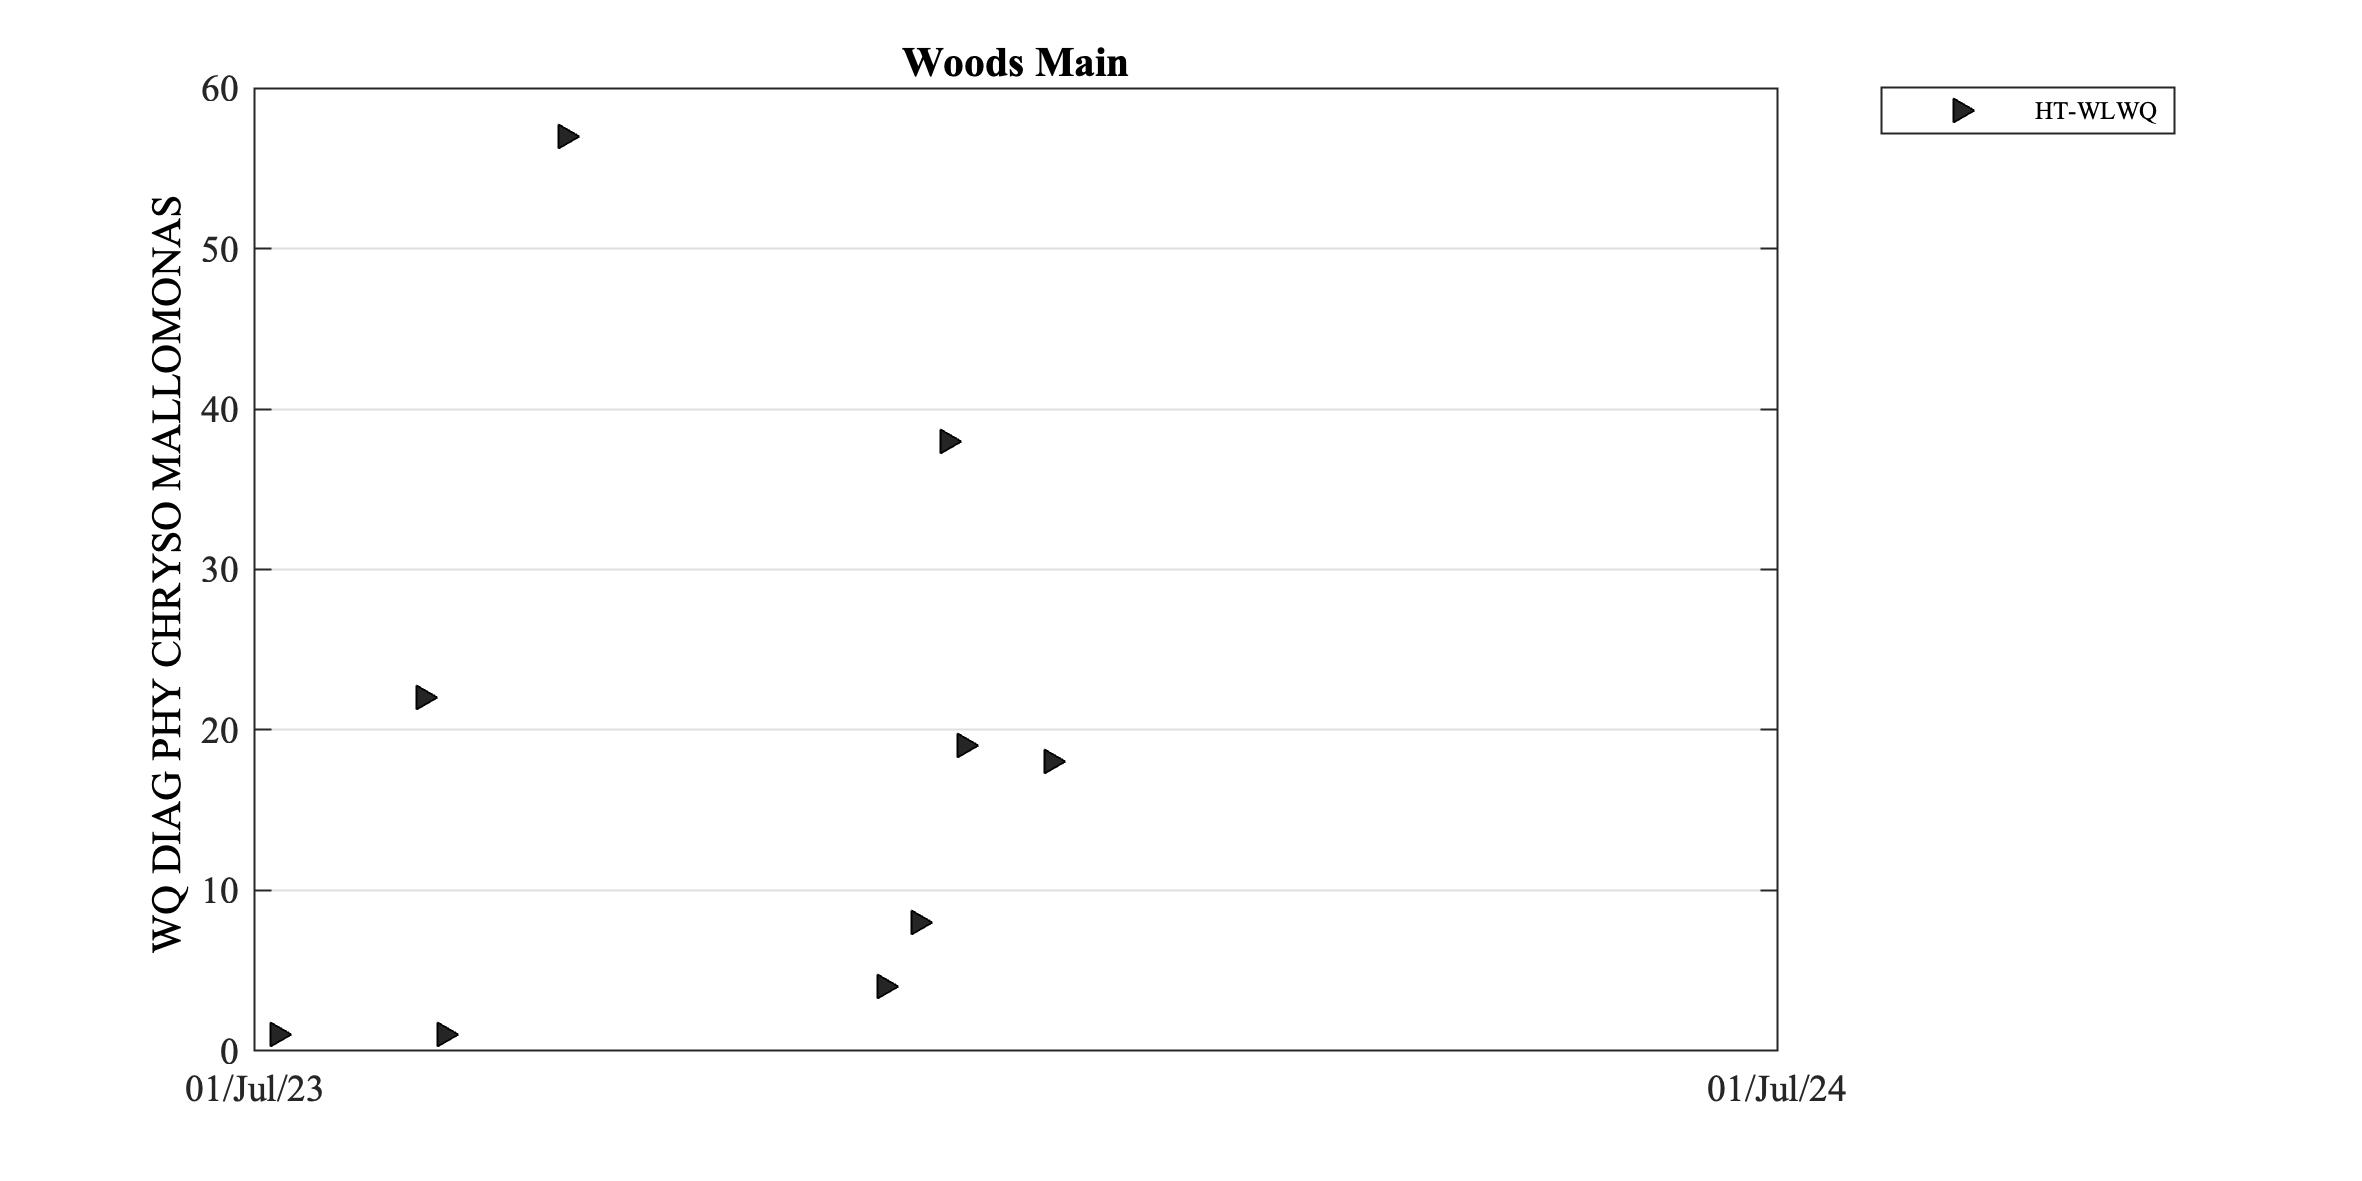 Woods Main
HT-WLWQ
WQ DIAG PHY CHRYSO MALLOMONAS
60
50
40
30
20
10
0
01/Jul/23
01/Jul/24